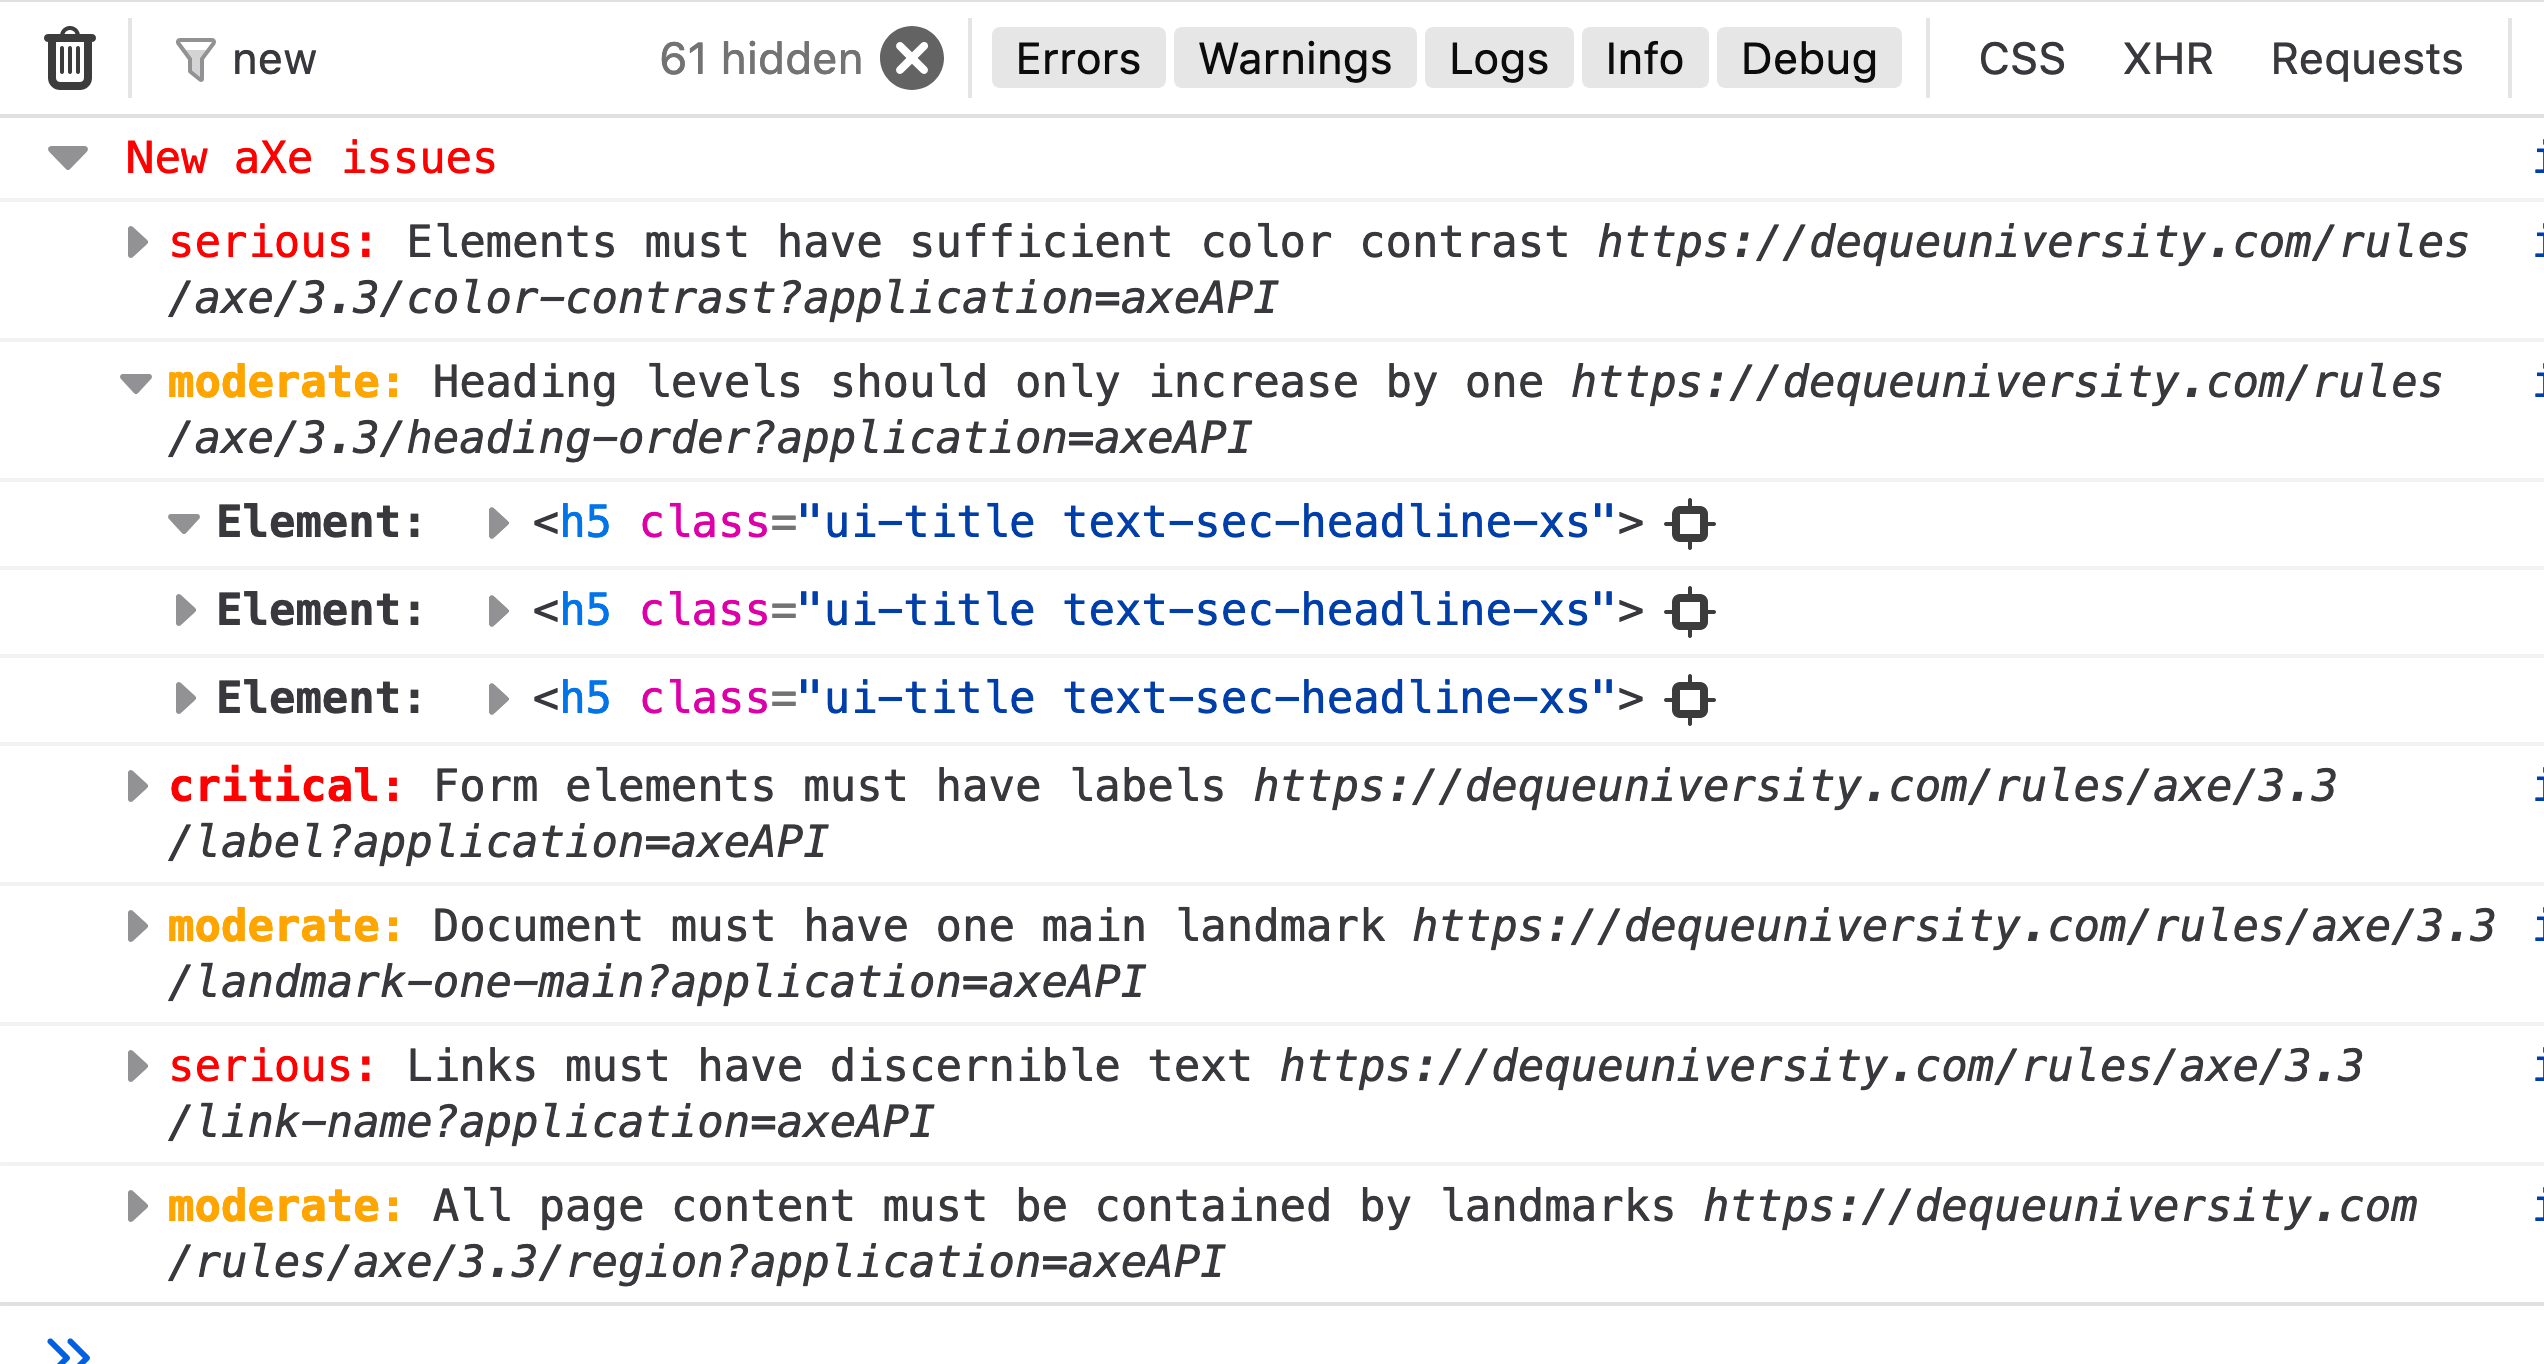 new 61 hidden Errors Warnings Logs Info Debug CSS XHR Requests
New aXe issues
serious: Elements must have sufficient color contrast https://dequeuniversity.com/rules
/axe/3.3/color-contrast?application=axeAPI
moderate: Heading levels should only increase by one https://dequeuniversity.com/rules
/axe/3.3/heading-order?application=axeAPI
Element: <h5 class="ui-title text-sec-headline-xs">
Element: <h5 class="ui-title text-sec-headline-xs">
Element: <h5 class="ui-title text-sec-headline-xs">
critical: Form elements must have labels https://dequeuniversity.com/rules/axe/3.3
/label?application=axeAPI
moderate: Document must have one main landmark https://dequeuniversity.com/rules/axe/3.3
/landmark-one-main?application=axeAPI
serious: Links must have discernible text https://dequeuniversity.com/rules/axe/3.3
/link-name?application=axeAPI
moderate: All page content must be contained by landmarks https://dequeuniversity.com
/rules/axe/3.3/region?application=axeAPI